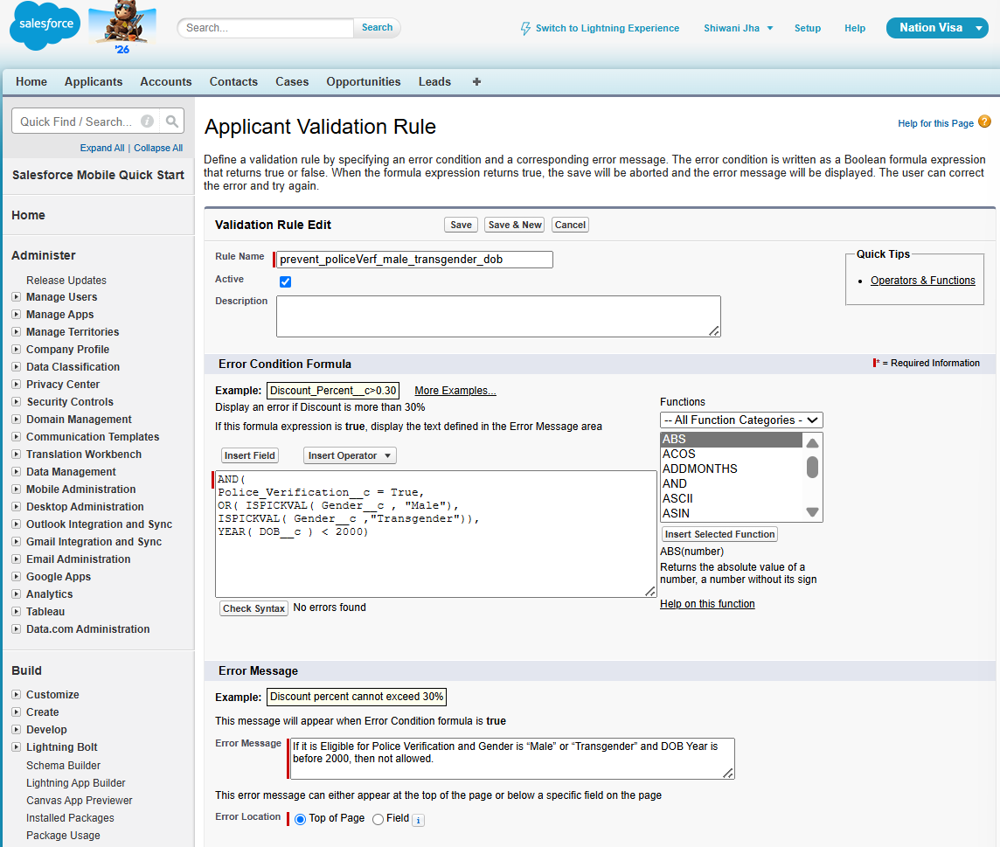 salesforce
'26
Search...
Search
Switch to Lightning Experience
Shiwani Jha
Setup
Help
Nation Visa
Home
Applicants
Accounts
Contacts
Cases
Opportunities
Leads
+
Quick Find / Search...
Expand All | Collapse All
Salesforce Mobile Quick Start
Home
Administer
Release Updates
Manage Users
Manage Apps
Manage Territories
Company Profile
Data Classification
Privacy Center
Security Controls
Domain Management
Communication Templates
Translation Workbench
Data Management
Mobile Administration
Desktop Administration
Outlook Integration and Sync
Gmail Integration and Sync
Email Administration
Google Apps
Analytics
Tableau
Data.com Administration
Build
Customize
Create
Develop
Lightning Bolt
Schema Builder
Lightning App Builder
Canvas App Previewer
Installed Packages
Package Usage
Applicant Validation Rule
Help for this Page
Define a validation rule by specifying an error condition and a corresponding error message. The error condition is written as a Boolean formula expression
that returns true or false. When the formula expression returns true, the save will be aborted and the error message will be displayed. The user can correct
the error and try again.
Validation Rule Edit
Save
Save & New
Cancel
Rule Name
prevent_policeVerf_male_transgender_dob
Active
Description
Quick Tips
Operators & Functions
Error Condition Formula
* = Required Information
Example: Discount_Percent__c>0.30 More Examples...
Display an error if Discount is more than 30%
If this formula expression is true, display the text defined in the Error Message area
Insert Field
Insert Operator
AND(
Police_Verification__c = True,
OR( ISPICKVAL( Gender__c , "Male"),
ISPICKVAL( Gender__c ,"Transgender")),
YEAR( DOB__c ) < 2000)
Check Syntax
No errors found
Functions
-- All Function Categories -
ABS
ACOS
ADDMONTHS
AND
ASCII
ASIN
Insert Selected Function
ABS(number)
Returns the absolute value of a
number, a number without its sign
Help on this function
Error Message
Example: Discount percent cannot exceed 30%
This message will appear when Error Condition formula is true
Error Message
If it is Eligible for Police Verification and Gender is “Male” or “Transgender” and DOB Year is
before 2000, then not allowed.
This error message can either appear at the top of the page or below a specific field on the page
Error Location
Top of Page
Field
i